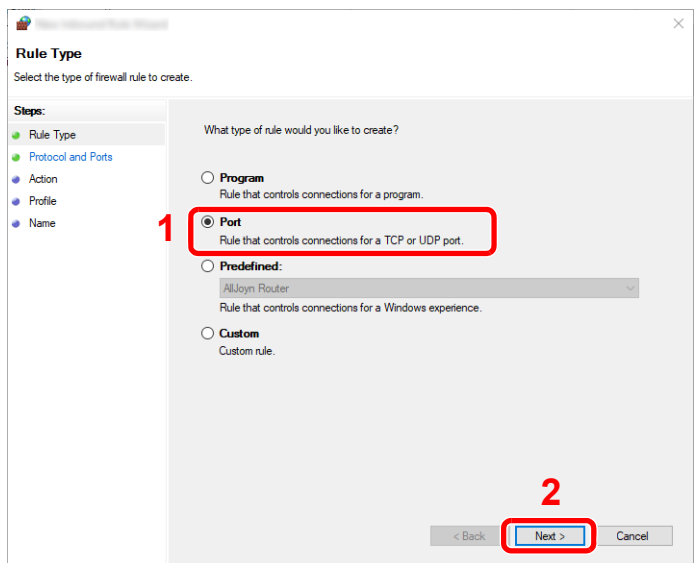 Rule Type
Select the type of firewall rule to create.
Steps:
Rule Type
Protocol and Ports
Action
Profile
Name
What type of rule would you like to create?
Program
Rule that controls connections for a program.
1
Port
Rule that controls connections for a TCP or UDP port.
Predefined:
AllJoyn Router
Rule that controls connections for a Windows experience.
Custom
Custom rule.
2
< Back
Next >
Cancel